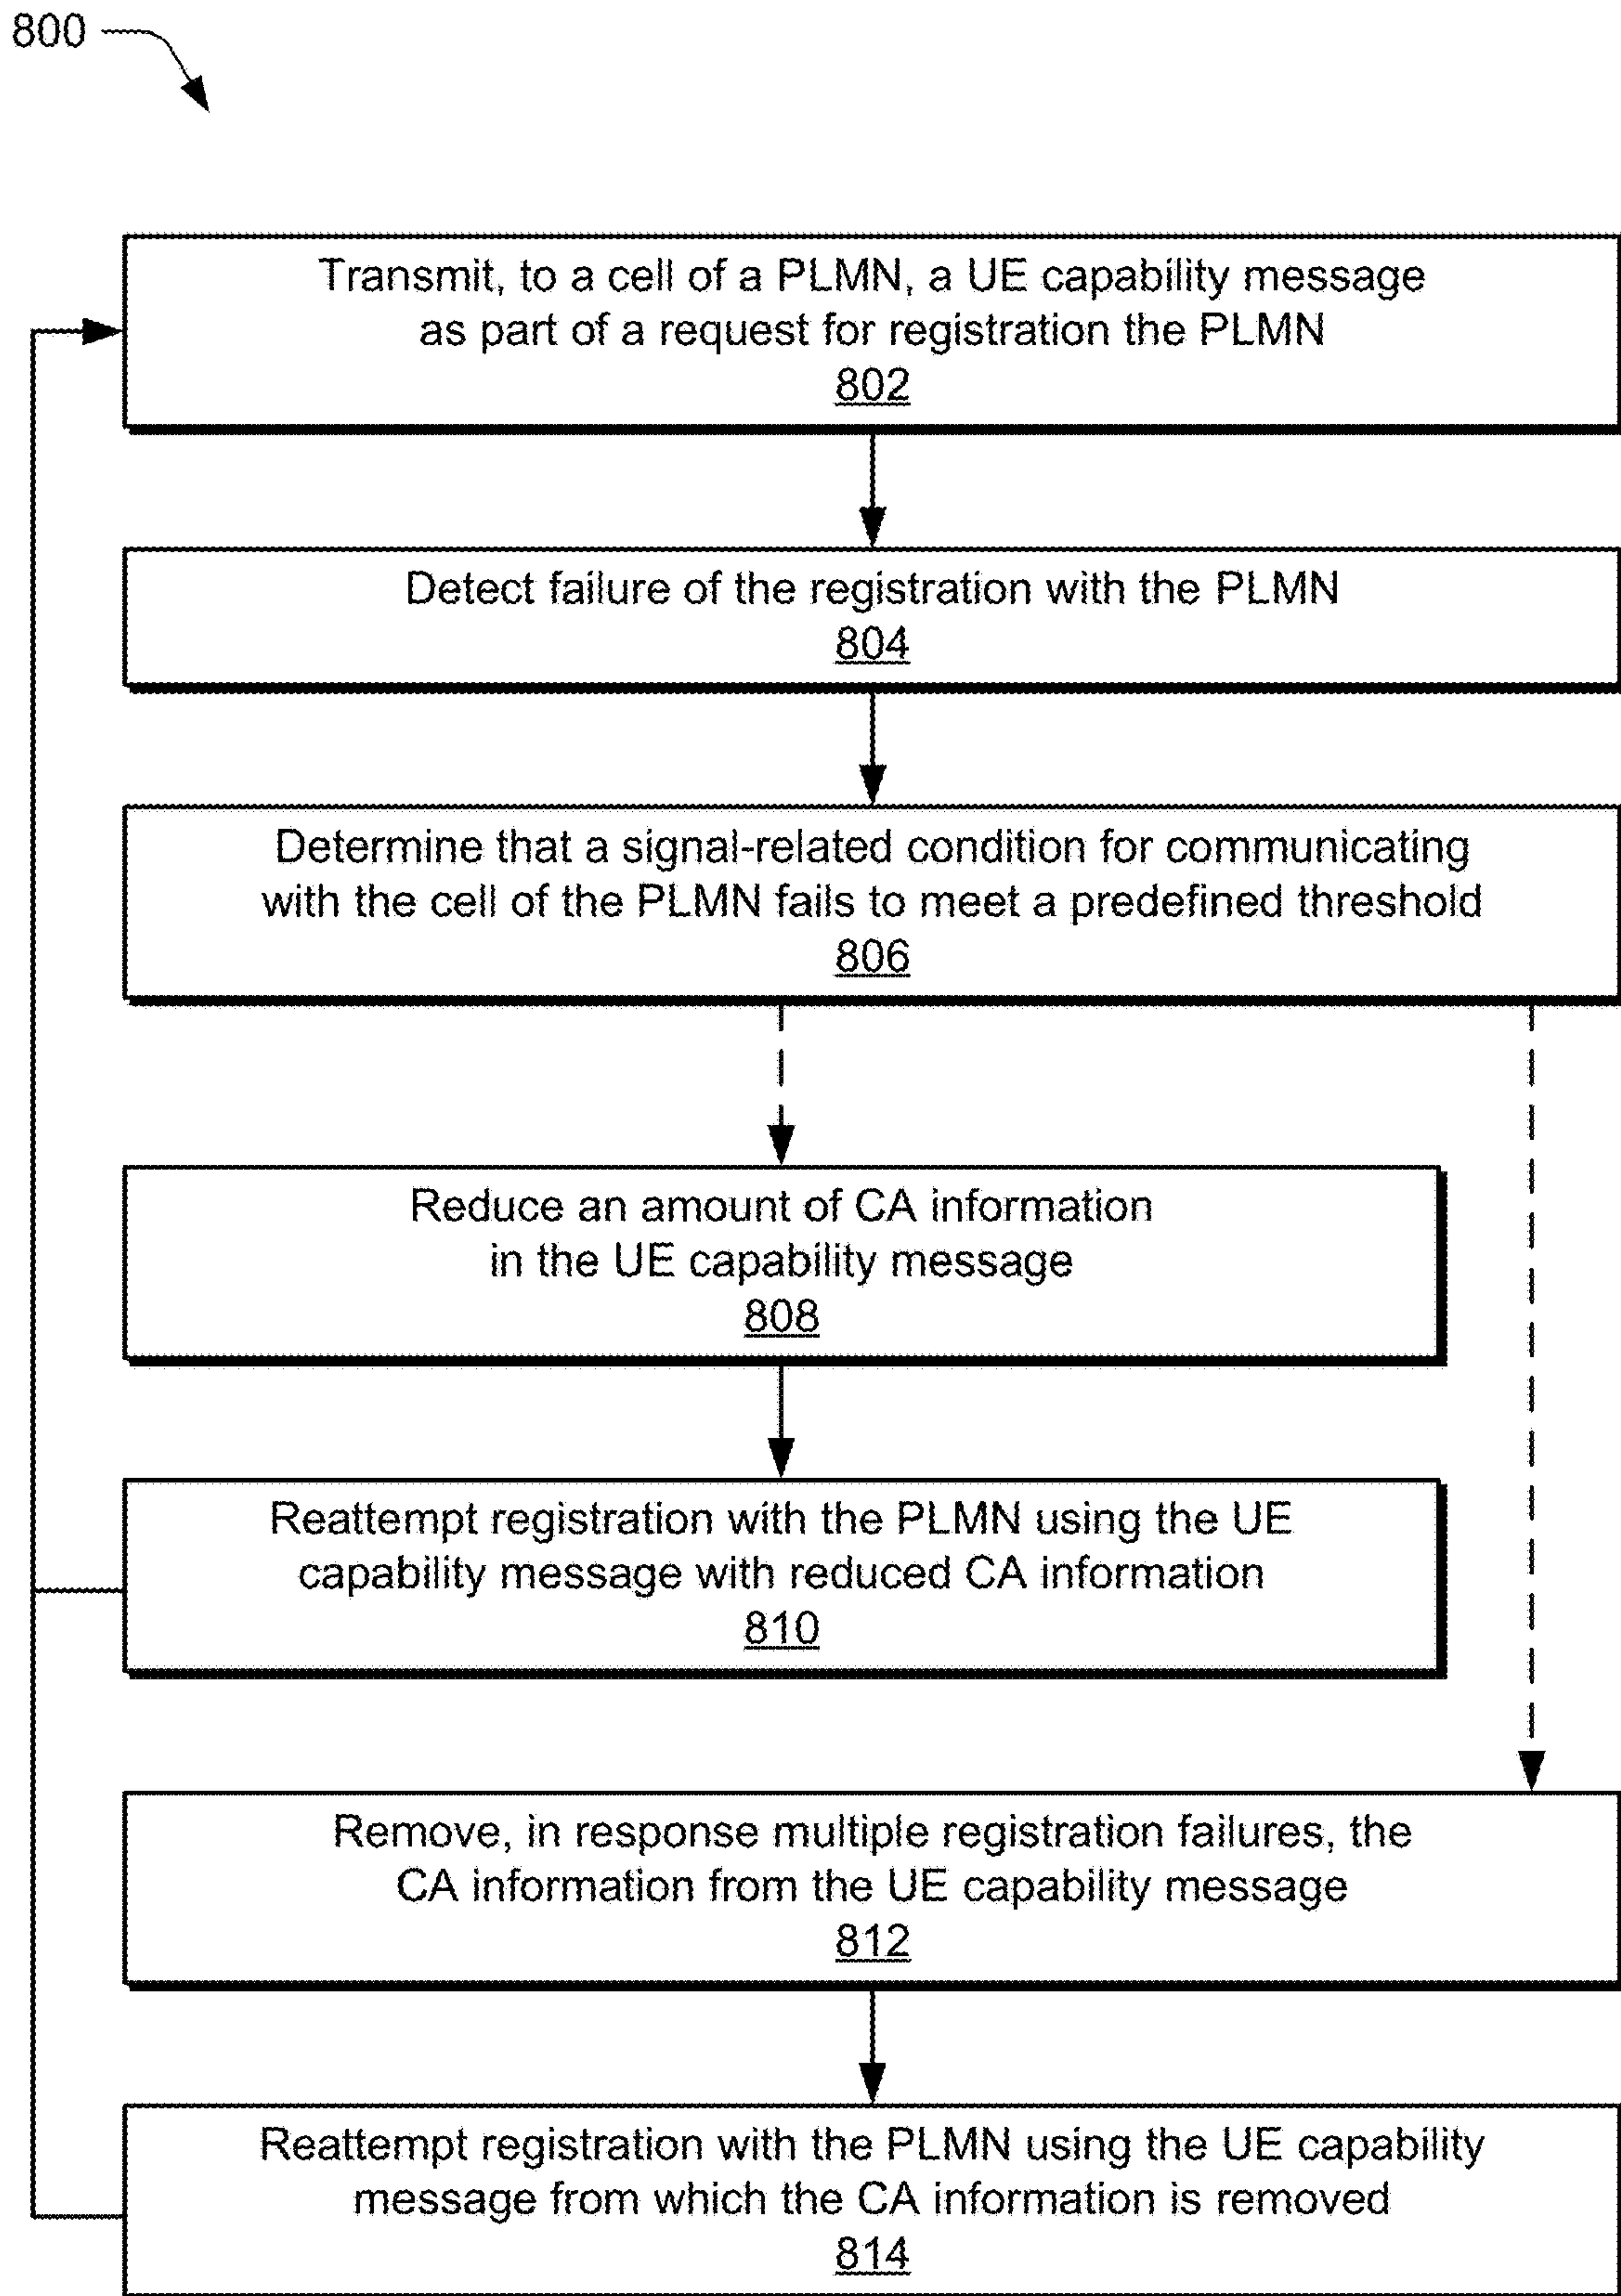 800
Transmit, to a cell of a PLMN, a UE capability message
as part of a request for registration the PLMN
802
Detect failure of the registration with the PLMN
804
Determine that a signal-related condition for communicating
with the cell of the PLMN fails to meet a predefined threshold
806
Reduce an amount of CA information
in the UE capability message
808
Reattempt registration with the PLMN using the UE
capability message with reduced CA information
810
Remove, in response multiple registration failures, the
CA information from the UE capability message
812
Reattempt registration with the PLMN using the UE capability
message from which the CA information is removed
814